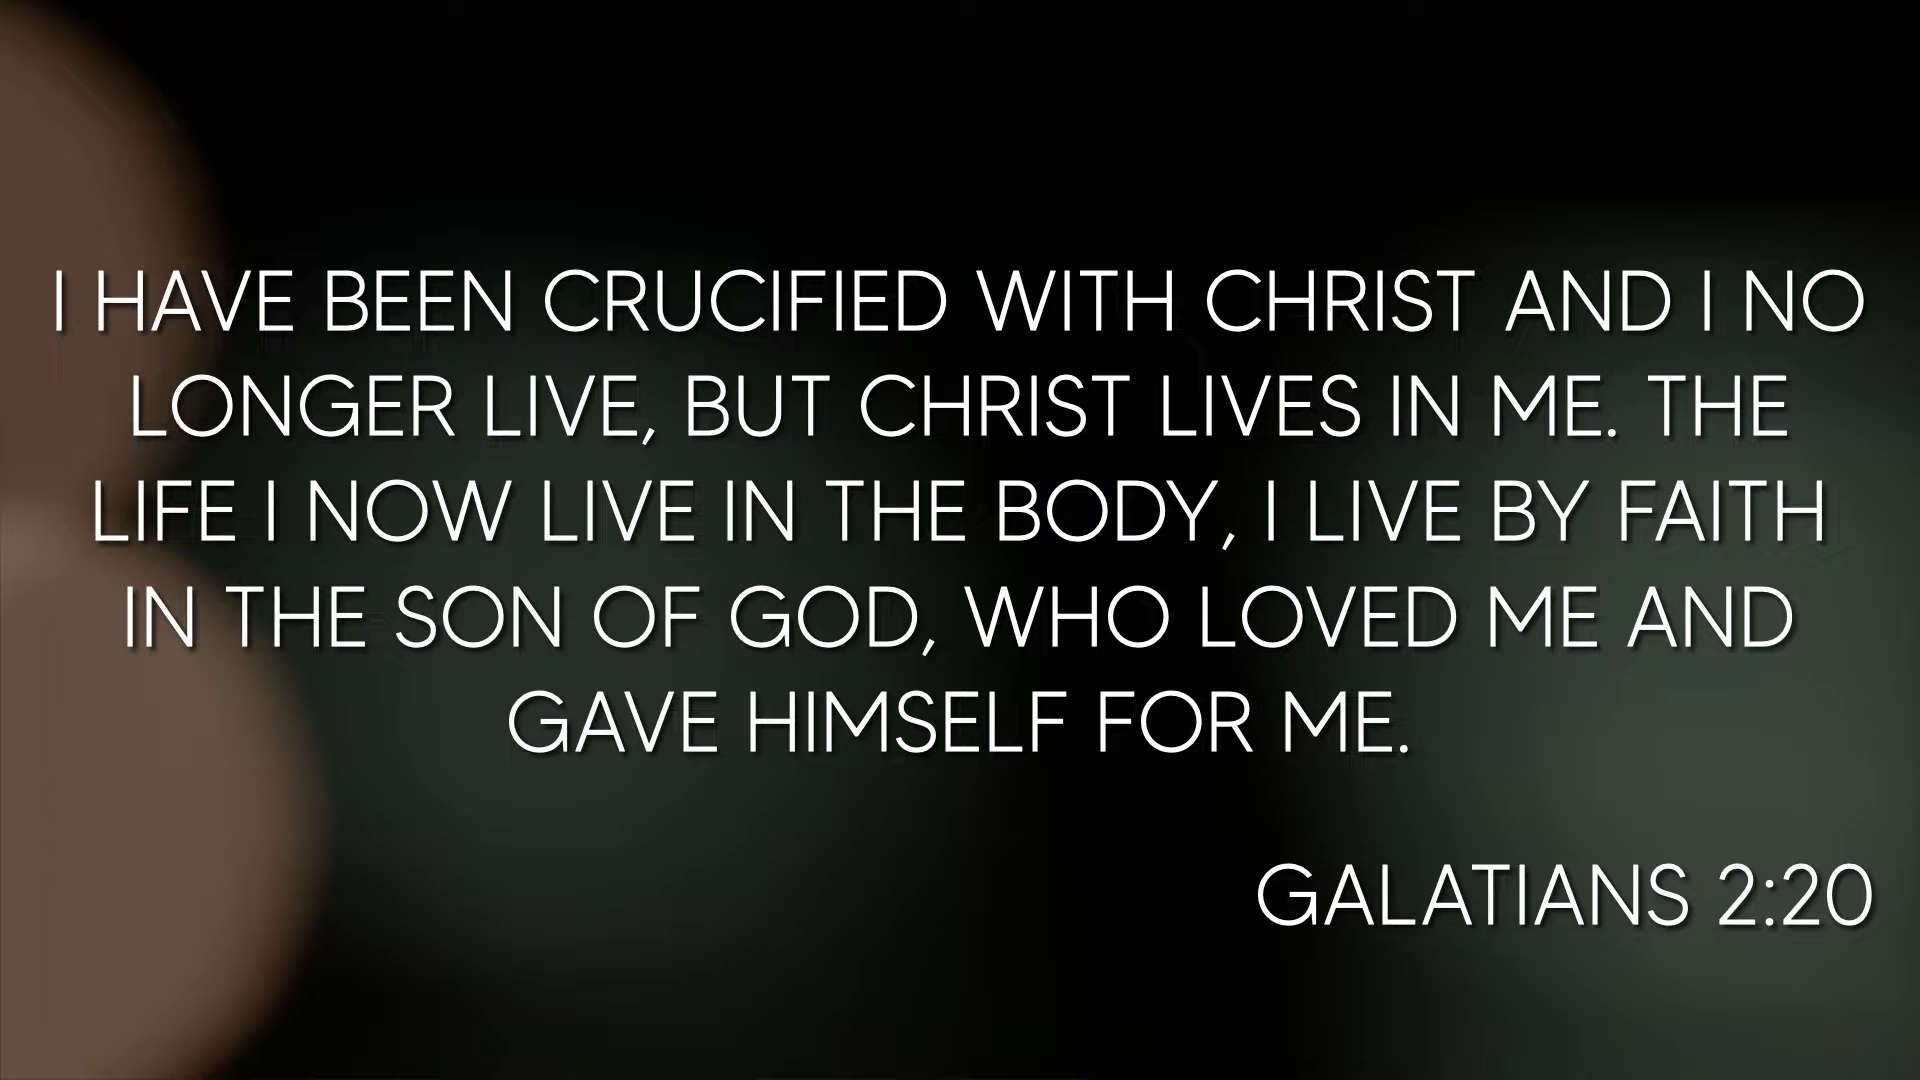 I HAVE BEEN CRUCIFIED WITH CHRIST AND I NO
LONGER LIVE, BUT CHRIST LIVES IN ME. THE
LIFE I NOW LIVE IN THE BODY, I LIVE BY FAITH
IN THE SON OF GOD, WHO LOVED ME AND
GAVE HIMSELF FOR ME.
GALATIANS 2:20